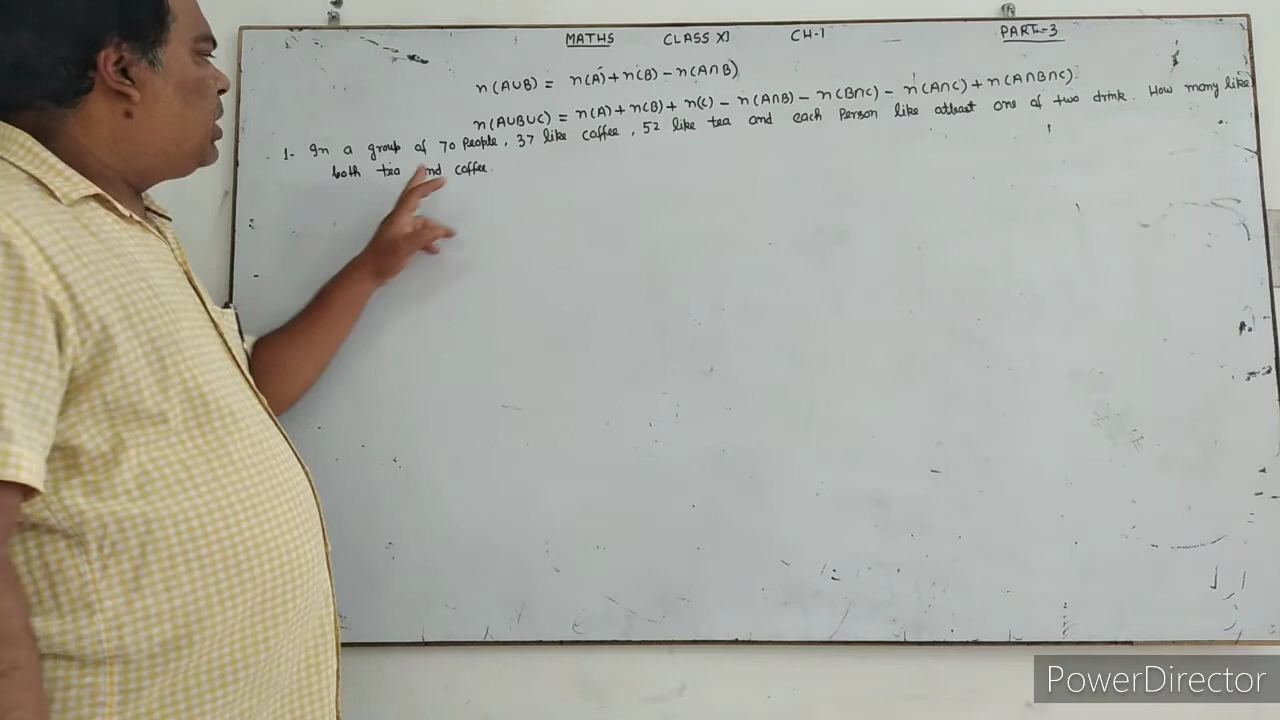 MATHS CLASS XI CH-1 PART-3
n(A∪B) = n(A)+n(B)-n(A∩B)
n(A∪B∪C) = n(A)+n(B)+n(C)-n(A∩B)-n(B∩C)-n(A∩C)+n(A∩B∩C)
1- In a group of 70 People, 37 like coffee, 52 like tea and each Person like atleast one of two drink. How many like
both tea and coffee.
PowerDirector